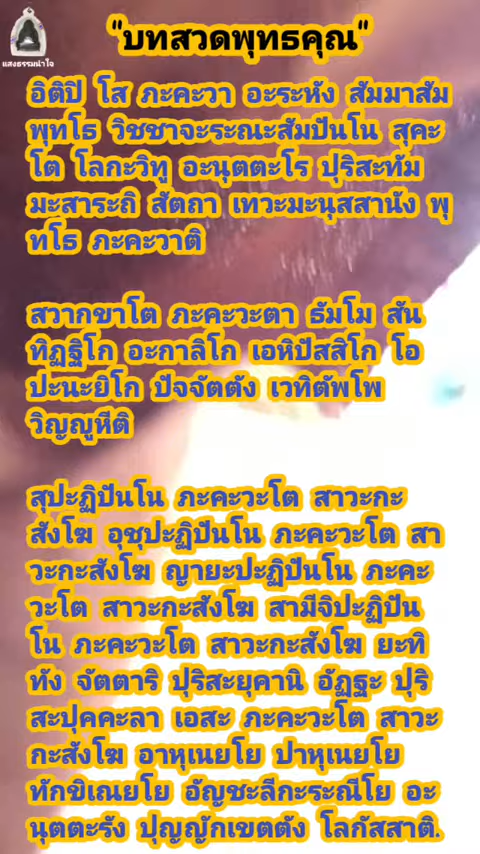 "บทสวดพุทธคุณ"
แสงธรรมนำใจ
อิติปิ โส ภะคะวา อะระหัง สัมมาสัม
พุทโธ วิชชาจะระณะสัมปันโน สุคะ
โต โลกะวิทู อะนุตตะโร ปุริสะทัม
มะสาระถิ สัตถา เทวะมะนุสสานัง พุ
ทโธ ภะคะวาติ
สวากขาโต ภะคะวะตา ธัมโม สัน
ทิฏฐิโก อะกาลิโก เอหิปัสสิโก โอ
ปะนะยิโก ปัจจัตตัง เวทิตัพโพ
วิญญูหีติ
สุปะฏิปันโน ภะคะวะโต สาวะกะ
สังโฆ อุชุปะฏิปันโน ภะคะวะโต สา
วะกะสังโฆ ญายะปะฏิปันโน ภะคะ
วะโต สาวะกะสังโฆ สามีจิปะฏิปัน
โน ภะคะวะโต สาวะกะสังโฆ ยะทิ
ทัง จัตตาริ ปุริสะยุคานิ อัฏฐะ ปุริ
สะปุคคะลา เอสะ ภะคะวะโต สาวะ
กะสังโฆ อาหุเนยโย ปาหุเนยโย
ทักขิเณยโย อัญชะลีกะระณีโย อะ
นุตตะรัง ปุญญักเขตตัง โลกัสสาติ.